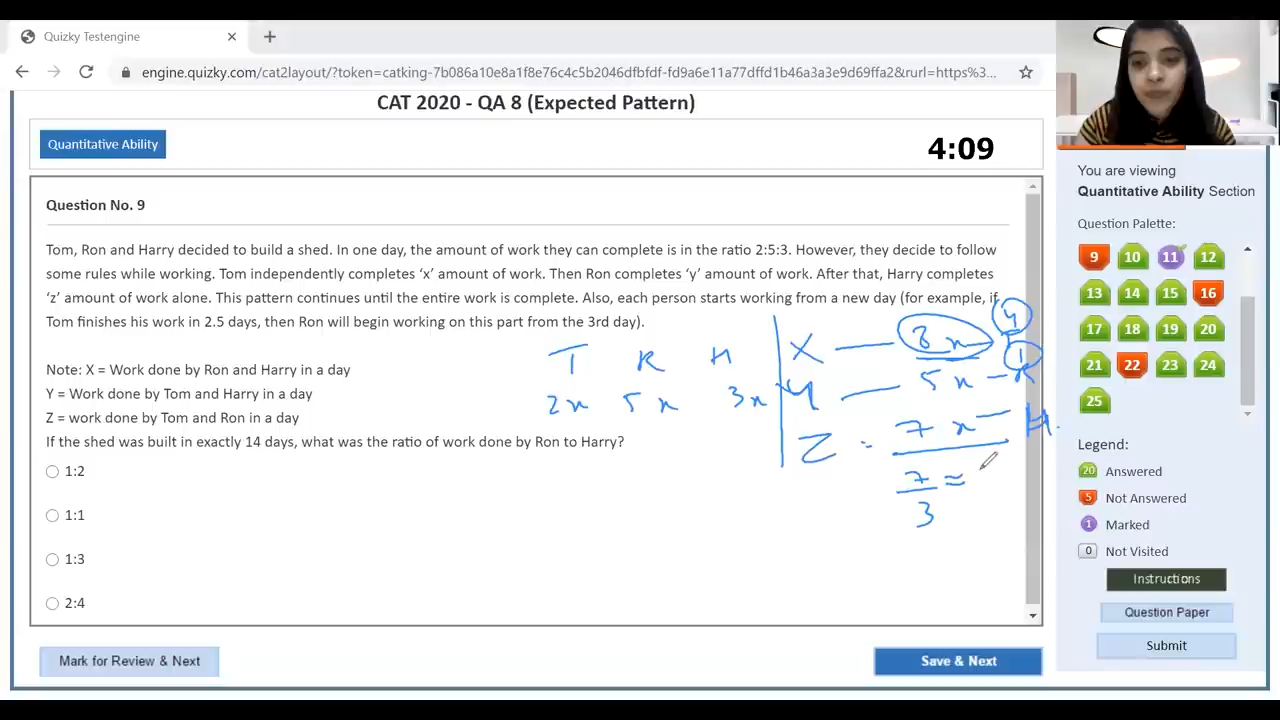 Quizky Testengine
engine.quizky.com/cat2layout/?token=catking-7b086a10e8a1f8e76c4c5b2046dfbfdf-fd9a6e11a77dffd1b46a3a3e9d69ffa2&rurl=https%3...
CAT 2020 - QA 8 (Expected Pattern)
Quantitative Ability
4:09
Question No. 9
Tom, Ron and Harry decided to build a shed. In one day, the amount of work they can complete is in the ratio 2:5:3. However, they decide to follow
some rules while working. Tom independently completes ‘x’ amount of work. Then Ron completes ‘y’ amount of work. After that, Harry completes
‘z’ amount of work alone. This pattern continues until the entire work is complete. Also, each person starts working from a new day (for example, if
Tom finishes his work in 2.5 days, then Ron will begin working on this part from the 3rd day).
Note: X = Work done by Ron and Harry in a day
Y = Work done by Tom and Harry in a day
Z = work done by Tom and Ron in a day
If the shed was built in exactly 14 days, what was the ratio of work done by Ron to Harry?
1:2
1:1
1:3
2:4
T R H
2x 5x 3x
X — 8x 4
Y — 5x - R 1
Z = 7x — H
7/3 ≈
Mark for Review & Next
Save & Next
You are viewing
Quantitative Ability Section
Question Palette:
9 10 11 12
13 14 15 16
17 18 19 20
21 22 23 24
25
Legend:
20 Answered
5 Not Answered
1 Marked
0 Not Visited
Instructions
Question Paper
Submit